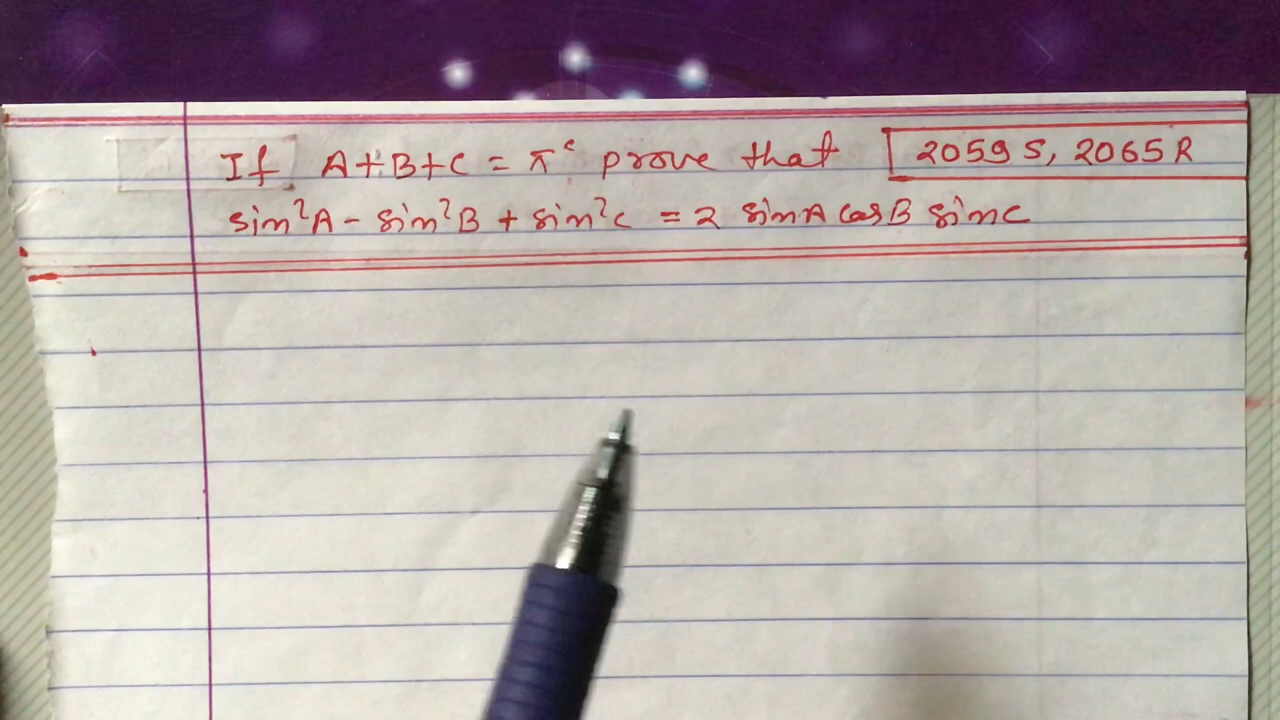 If A+B+C = π^c prove that 2059 S, 2065 R
sin²A - sin²B + sin²C = 2 sinA cosB sinC